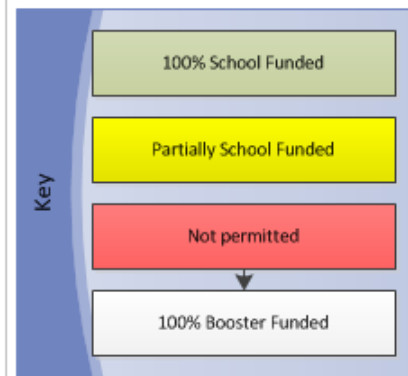 Key
100% School Funded
Partially School Funded
Not permitted
100% Booster Funded